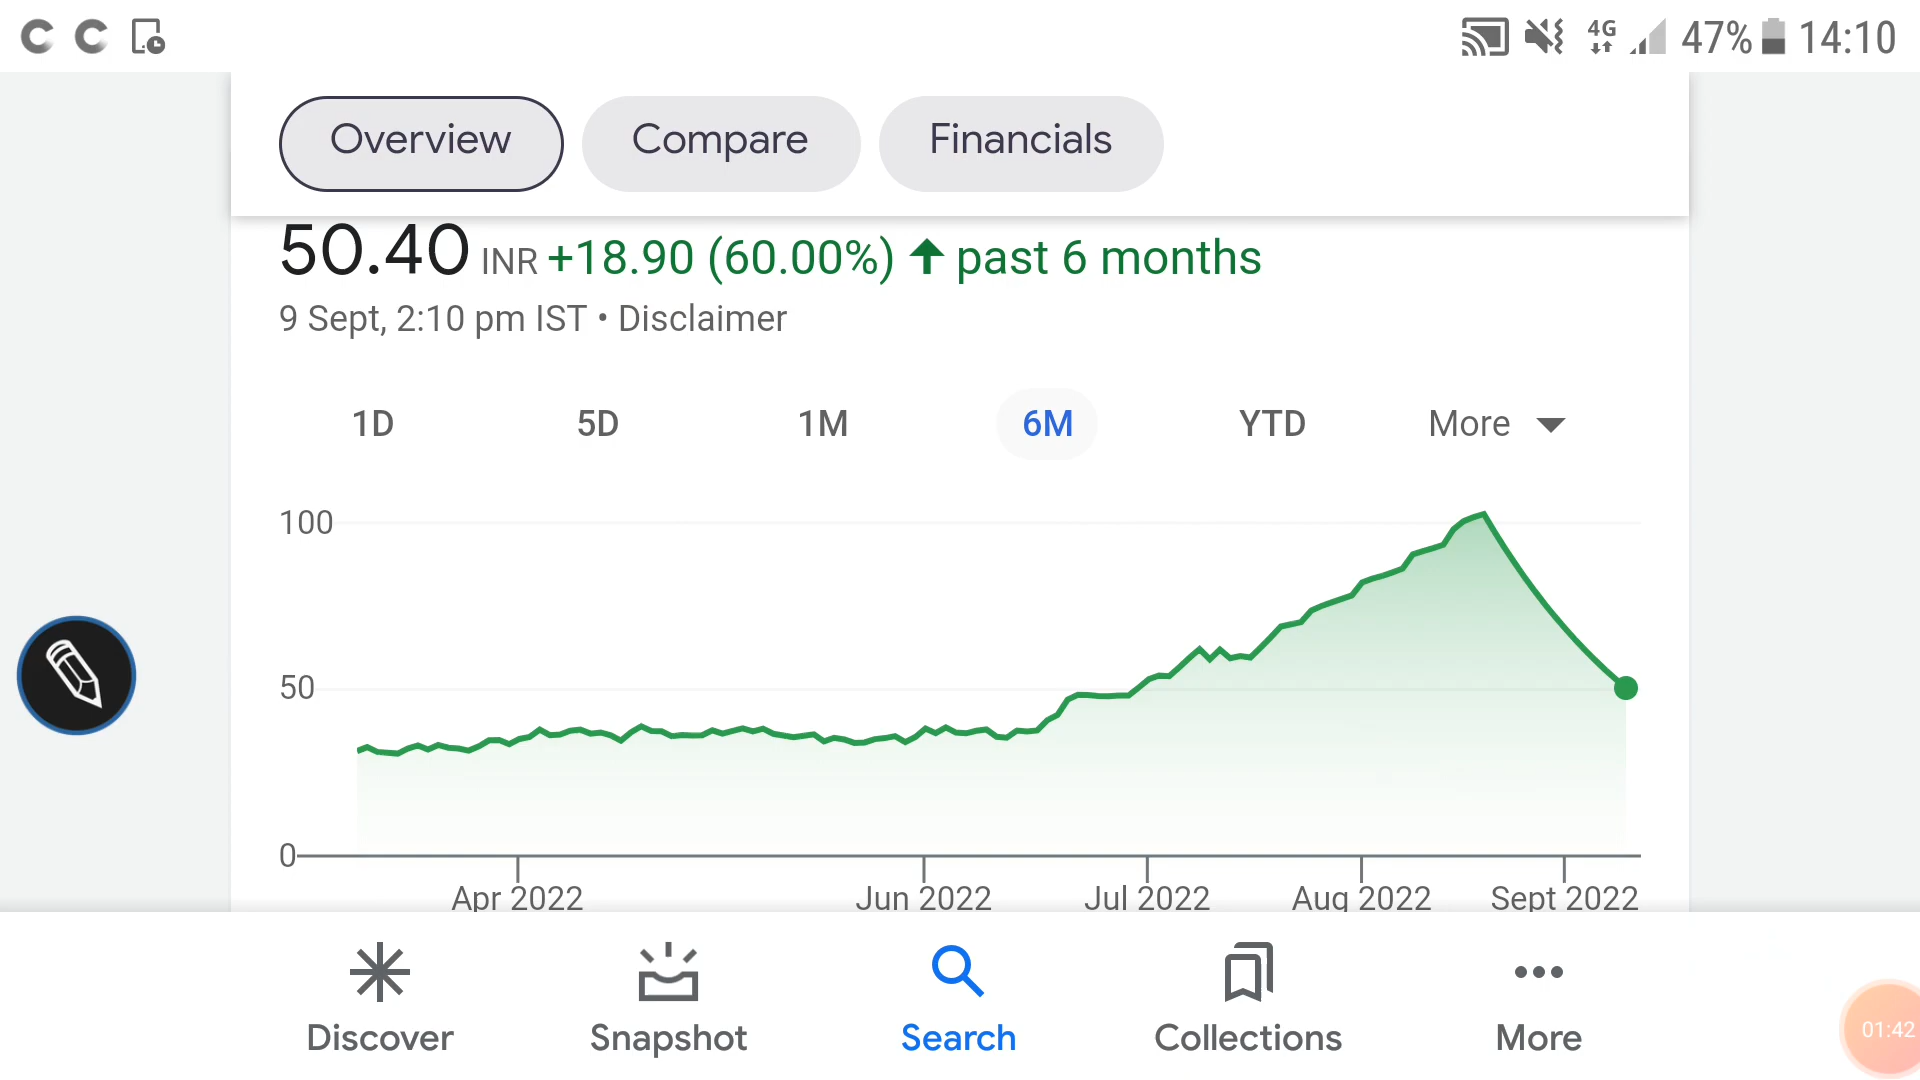 4G 47% 14:10
Overview Compare Financials
50.40 INR +18.90 (60.00%) past 6 months
9 Sept, 2:10 pm IST • Disclaimer
1D 5D 1M 6M YTD More
100
50
0
Apr 2022 Jun 2022 Jul 2022 Aug 2022 Sept 2022
Discover Snapshot Search Collections More
01:42